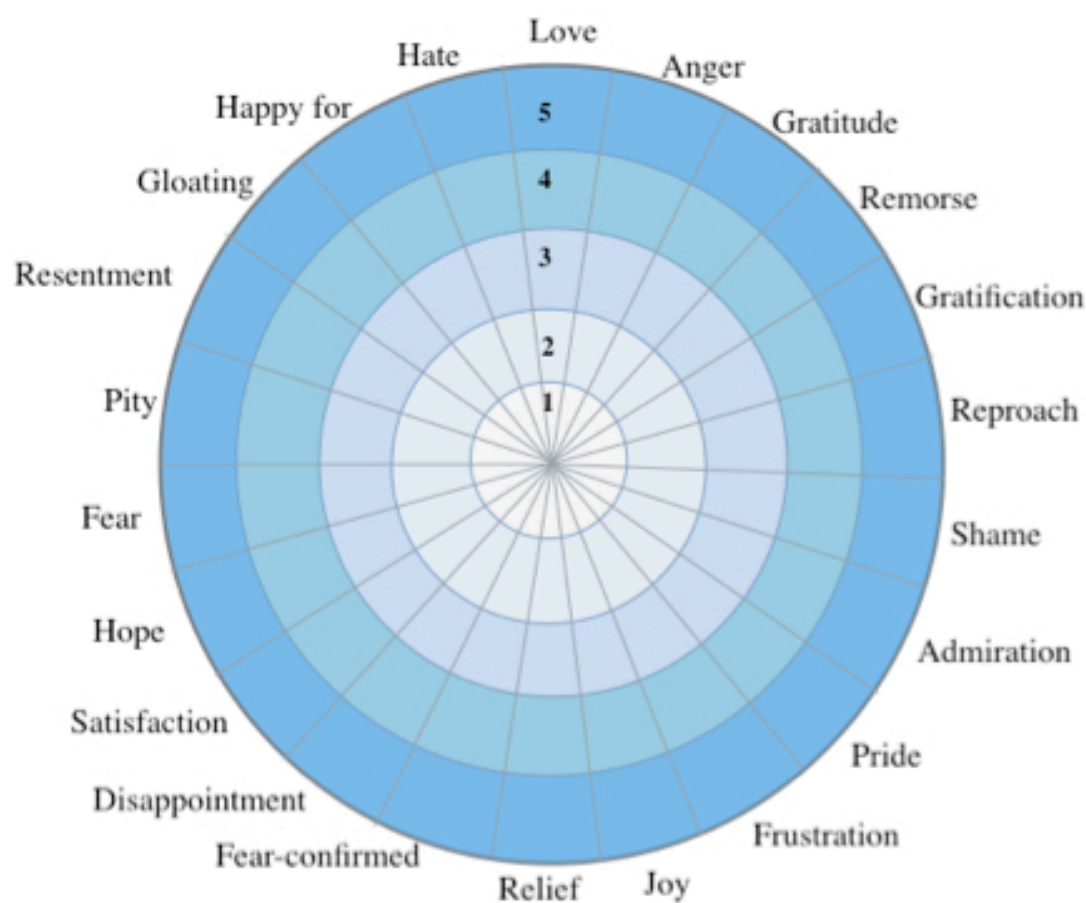 Love
Hate
Anger
Happy for
5
Gratitude
Gloating
4
Remorse
Resentment
3
Gratification
2
Pity
1
Reproach
Fear
Shame
Hope
Admiration
Satisfaction
Pride
Disappointment
Frustration
Fear-confirmed
Relief
Joy